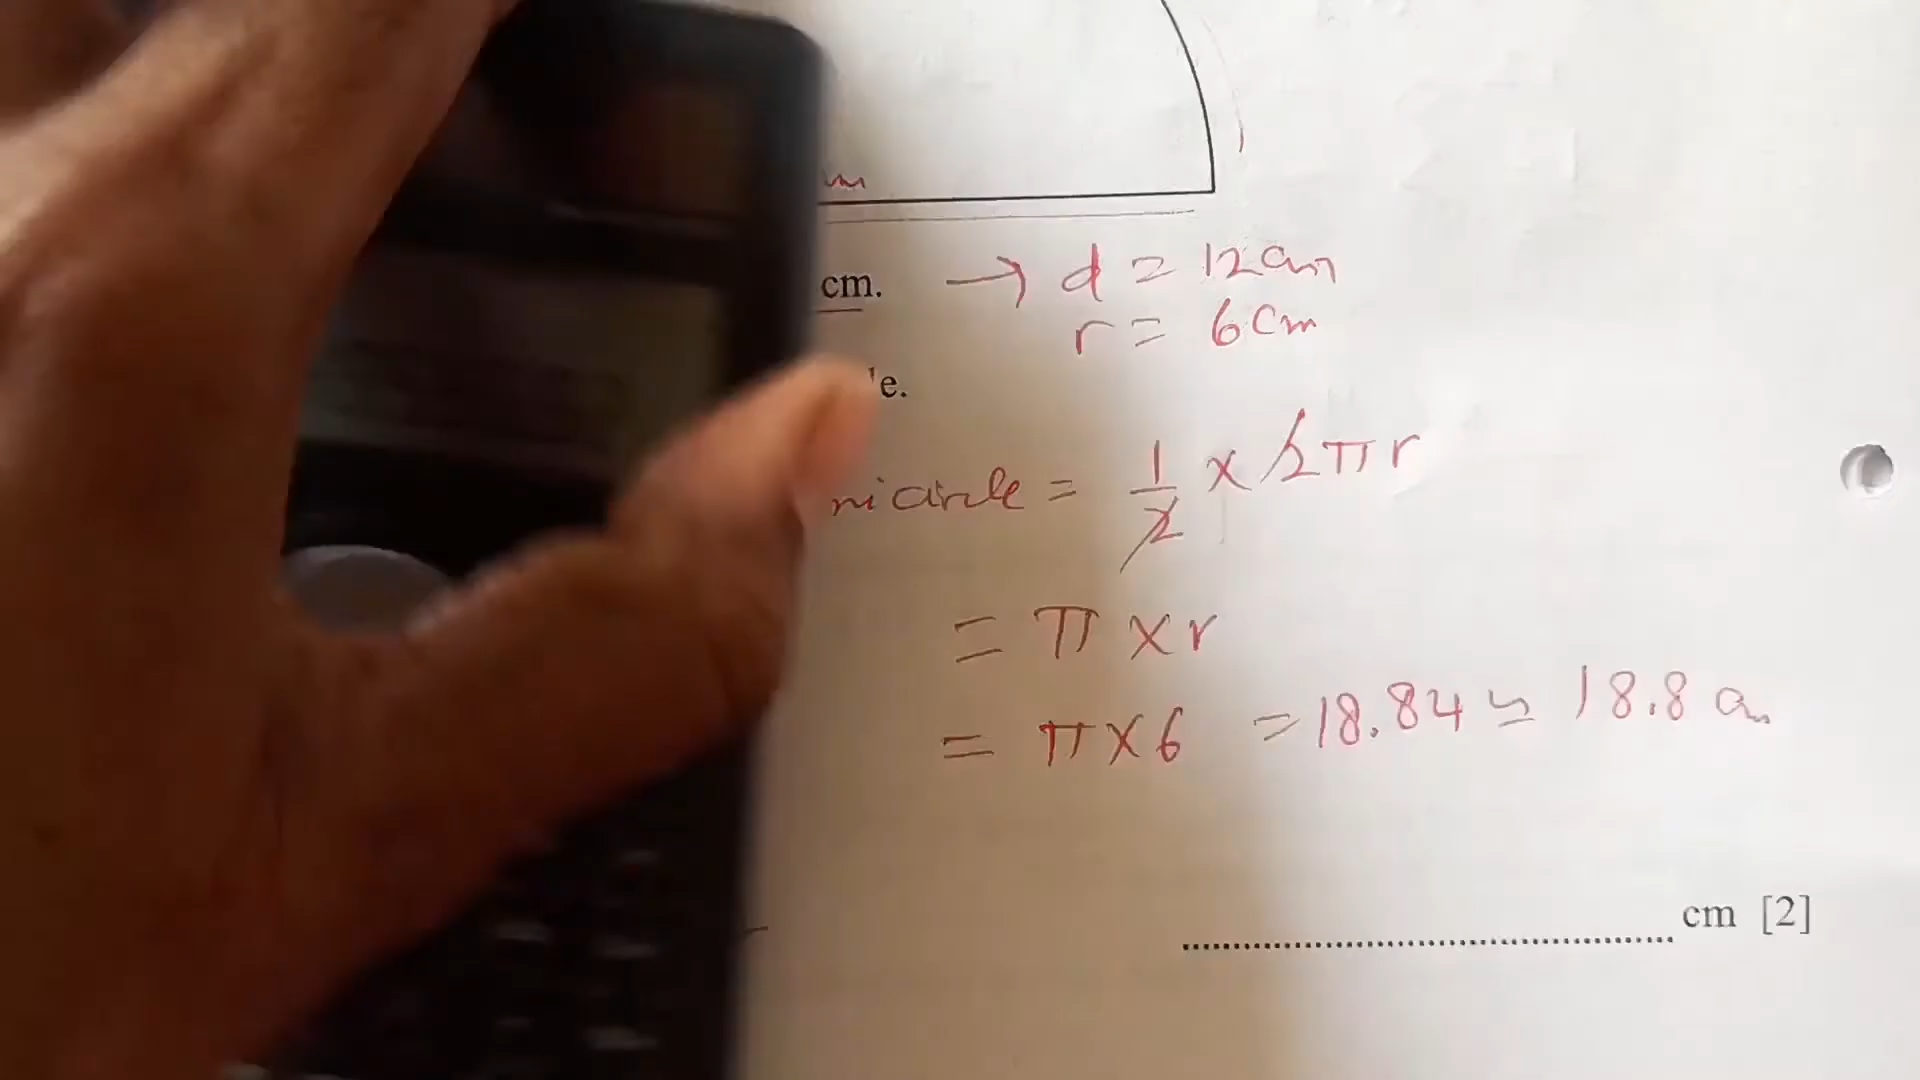 cm. → d = 12cm
r = 6cm
micircle = 1/2 x 2πr
= π x r
= π x 6 = 18.84 ≃ 18.8 cm
cm [2]